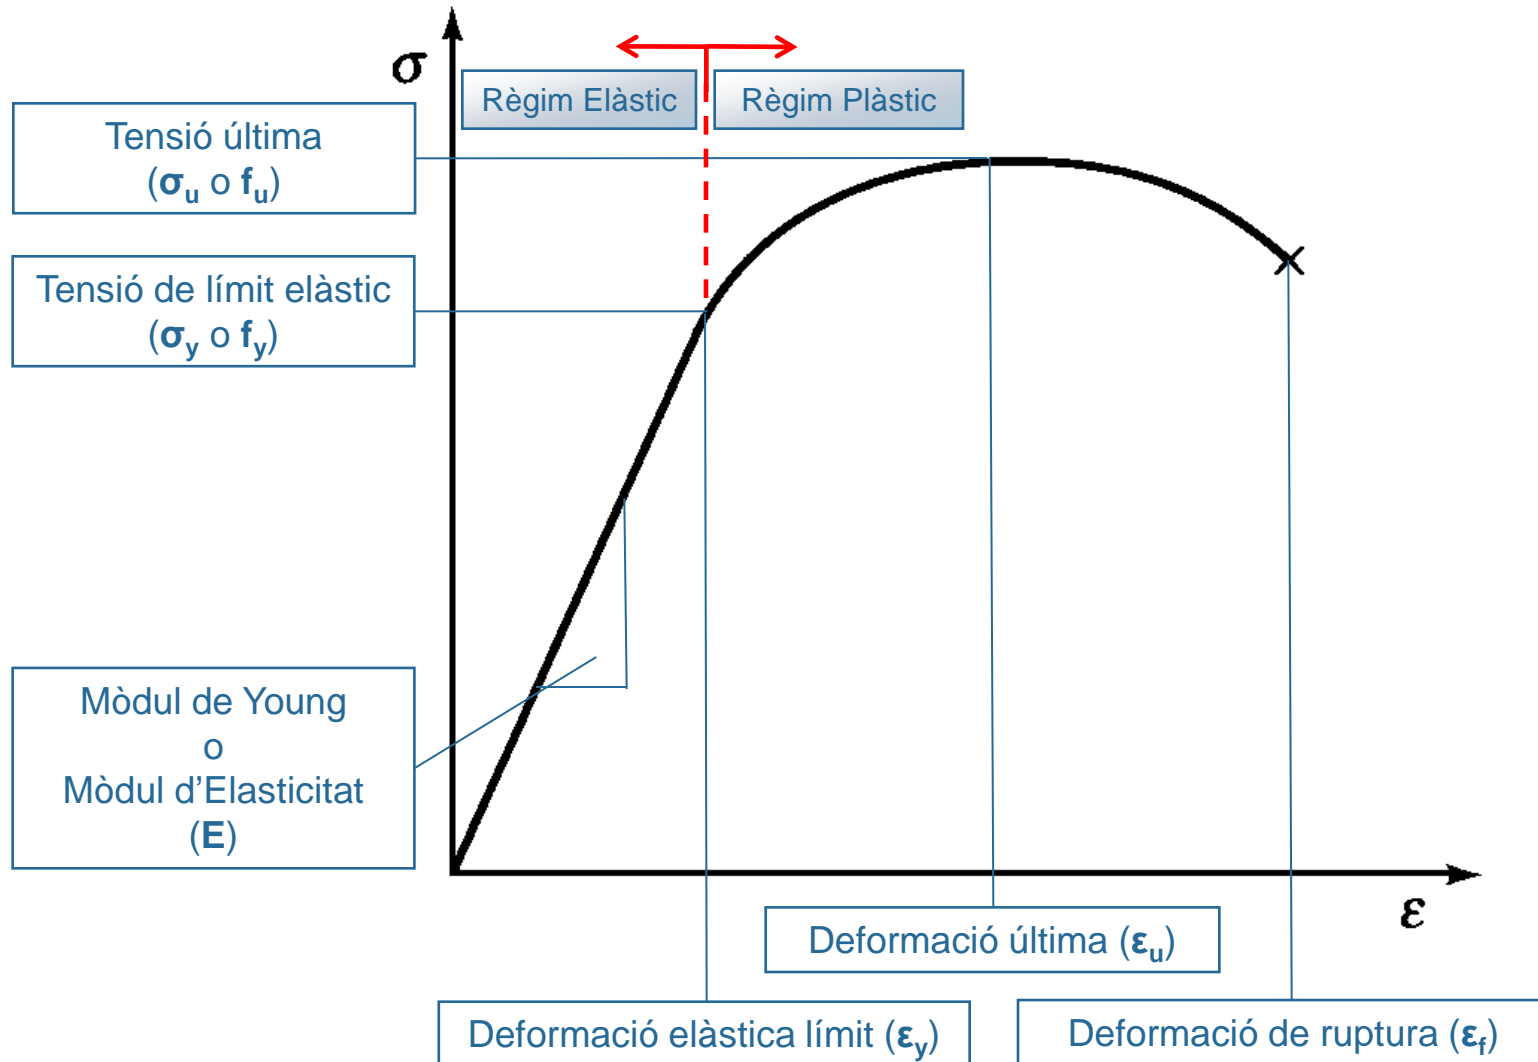 σ
Règim Elàstic
Règim Plàstic
Tensió última
(σu o fu)
Tensió de límit elàstic
(σy o fy)
Mòdul de Young
o
Mòdul d’Elasticitat
(E)
ε
Deformació última (εu)
Deformació elàstica límit (εy)
Deformació de ruptura (εf)